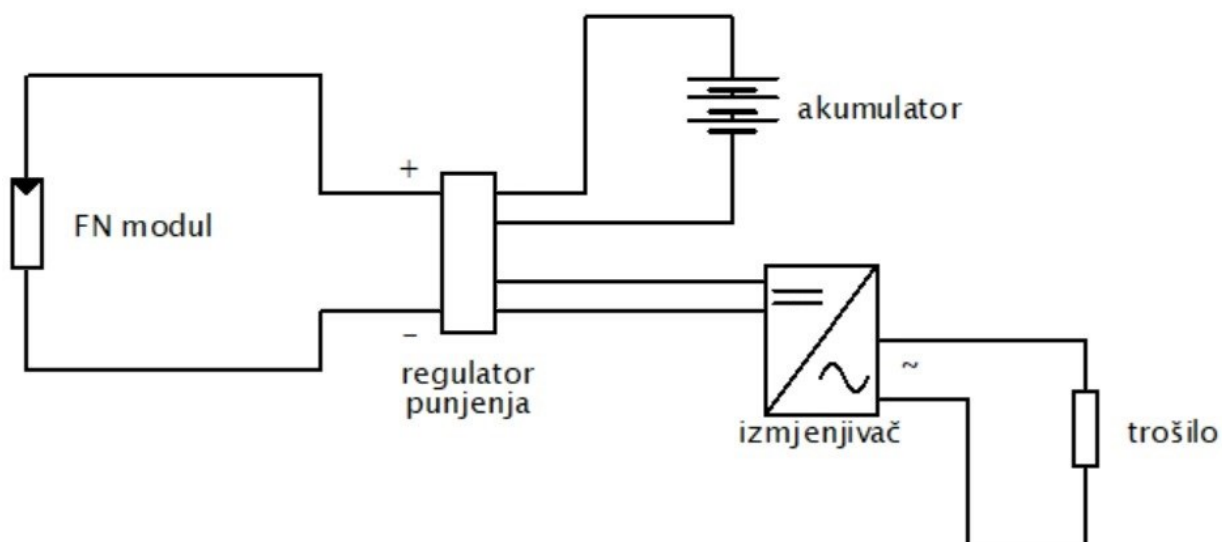 akumulator
+
FN modul
–
regulator
punjenja
~
izmjenjivač
trošilo